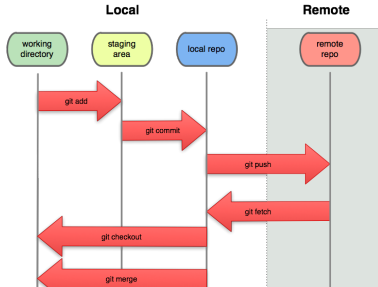 Local
Remote
working
directory
staging
area
local repo
remote
repo
git add
git commit
git push
git fetch
git checkout
git merge